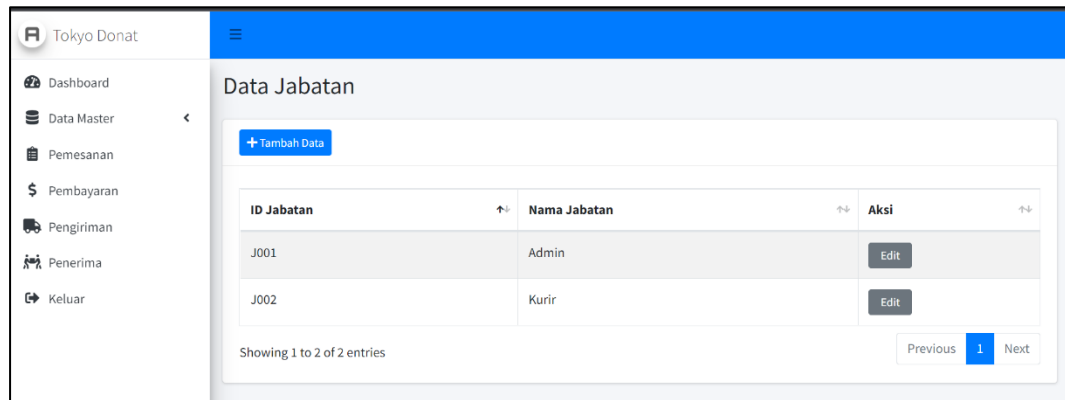 Tokyo Donat
Dashboard
Data Master
Pemesanan
Pembayaran
Pengiriman
Penerima
Keluar
Data Jabatan
+Tambah Data
ID Jabatan Nama Jabatan Aksi
J001 Admin Edit
J002 Kurir Edit
Showing 1 to 2 of 2 entries
Previous 1 Next